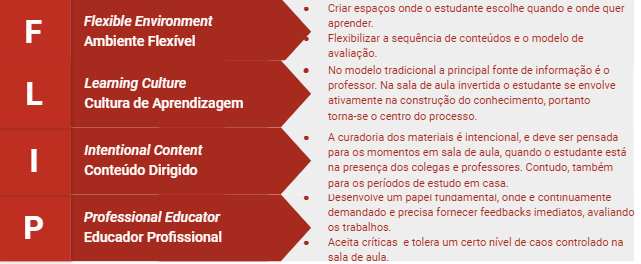 F
Flexible Environment
Ambiente Flexível
• Criar espaços onde o estudante escolhe quando e onde quer
aprender.
• Flexibilizar a sequência de conteúdos e o modelo de
avaliação.
L
Learning Culture
Cultura de Aprendizagem
• No modelo tradicional a principal fonte de informação é o
professor. Na sala de aula invertida o estudante se envolve
ativamente na construção do conhecimento, portanto
torna-se o centro do processo.
I
Intentional Content
Conteúdo Dirigido
• A curadoria dos materiais é intencional, e deve ser pensada
para os momentos em sala de aula, quando o estudante está
na presença dos colegas e professores. Contudo, também
para os períodos de estudo em casa.
P
Professional Educator
Educador Profissional
• Desenvolve um papel fundamental, onde é continuamente
demandado e precisa fornecer feedbacks imediatos, avaliando
os trabalhos.
• Aceita críticas e tolera um certo nível de caos controlado na
sala de aula.